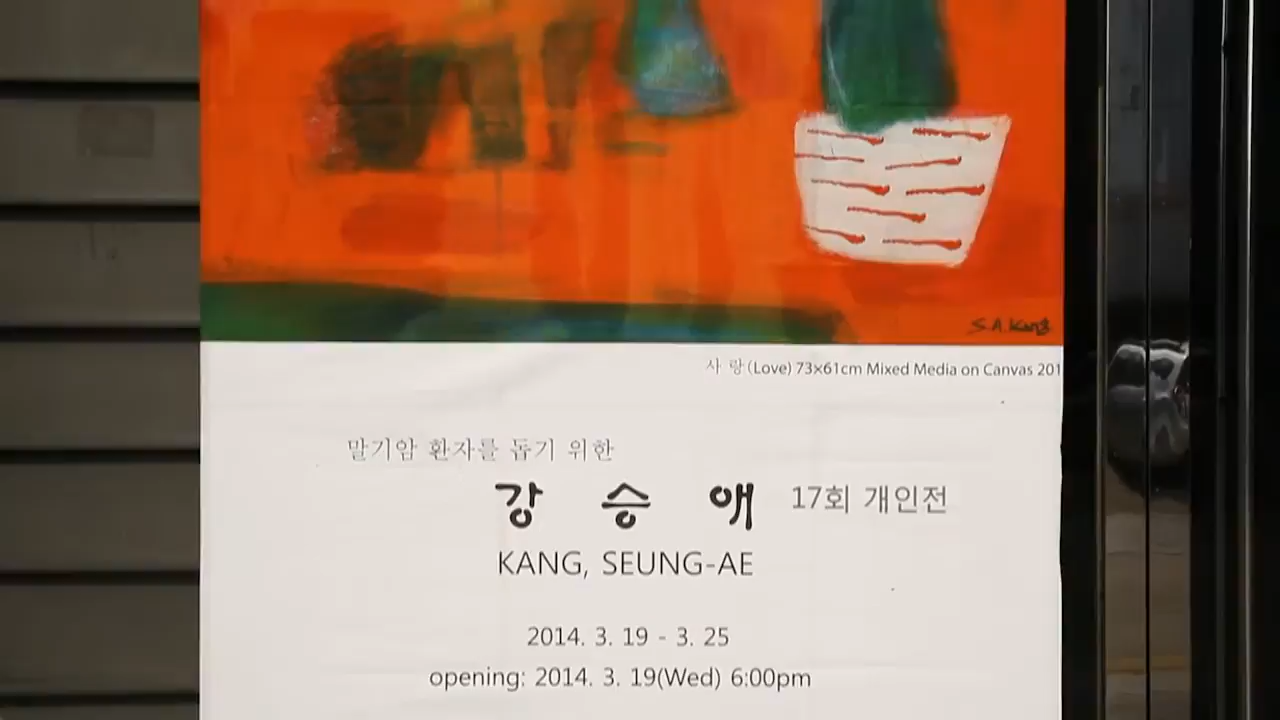 S.A.Kang
사 랑 (Love) 73×61cm Mixed Media on Canvas 201
말기암 환자를 돕기 위한
강 승 애 17회 개인전
KANG, SEUNG-AE
2014. 3. 19 - 3. 25
opening: 2014. 3. 19(Wed) 6:00pm